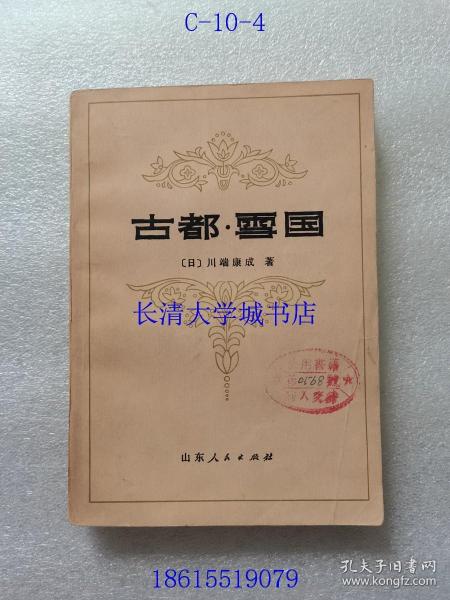 C-10-4
古都·雪国
〔日〕川端康成 著
长清大学城书店
山东人民出版社
18615519079
孔夫子旧书网
www.kongfz.com